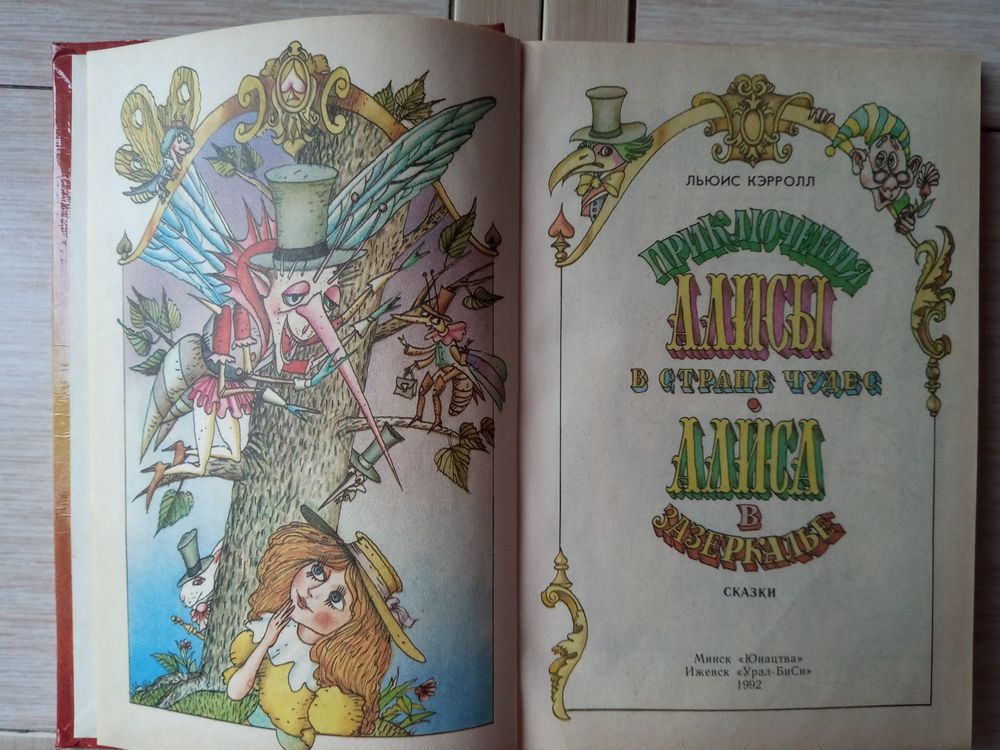 ЛЬЮИС КЭРРОЛЛ
ПРИКЛЮЧЕНИЯ
АЛИСЫ
В СТРАНЕ ЧУДЕС
АЛИСА
В
ЗАЗЕРКАЛЬЕ
СКАЗКИ
Минск «Юнацтва»
Ижевск «Урал-БиСи»
1992